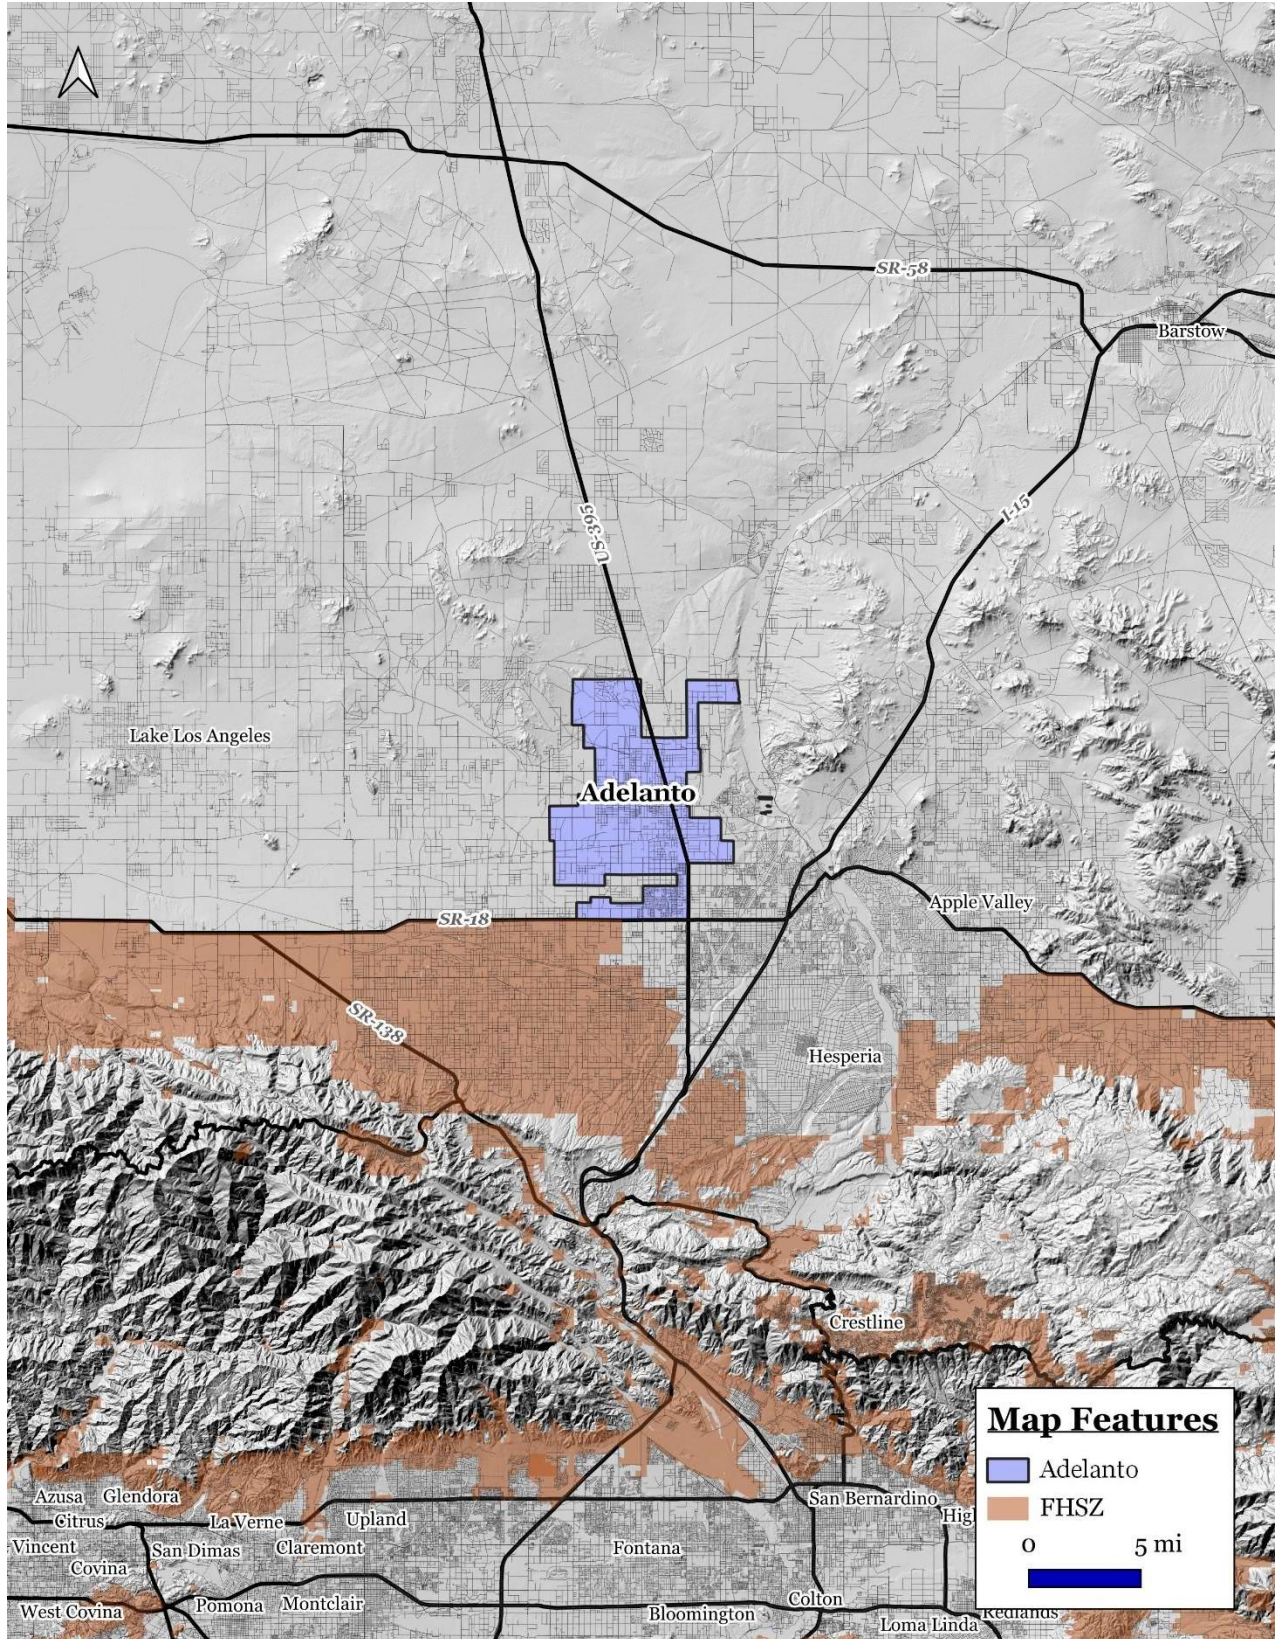 SR-58
Barstow
US-395
I-15
Lake Los Angeles
Adelanto
SR-18
Apple Valley
SR-138
Hesperia
Crestline
Map Features
Adelanto
FHSZ
0 5 mi
Azusa
Glendora
San Bernardino
Citrus
La Verne
Upland
High
Vincent
San Dimas
Claremont
Fontana
Covina
West Covina
Pomona
Montclair
Bloomington
Colton
Loma Linda
Redlands